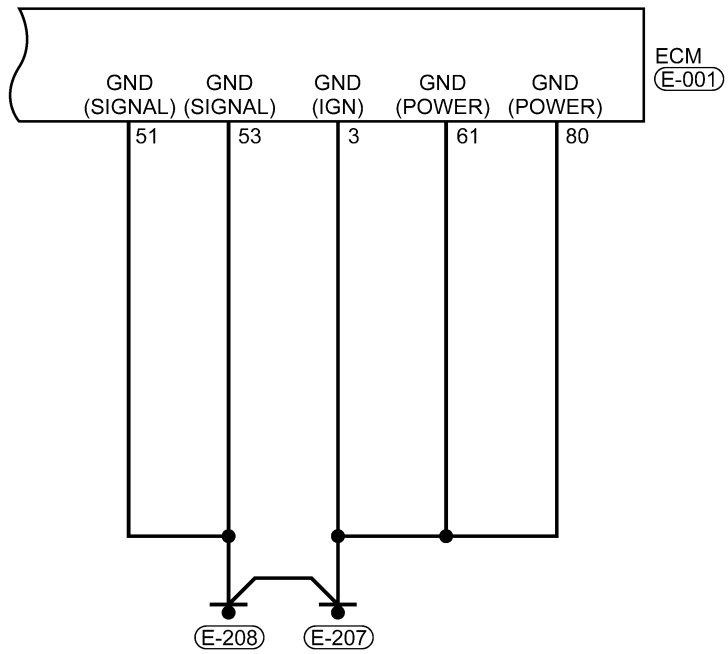 ECM
E-001
GND
(SIGNAL)
GND
(SIGNAL)
GND
(IGN)
GND
(POWER)
GND
(POWER)
51
53
3
61
80
E-208
E-207